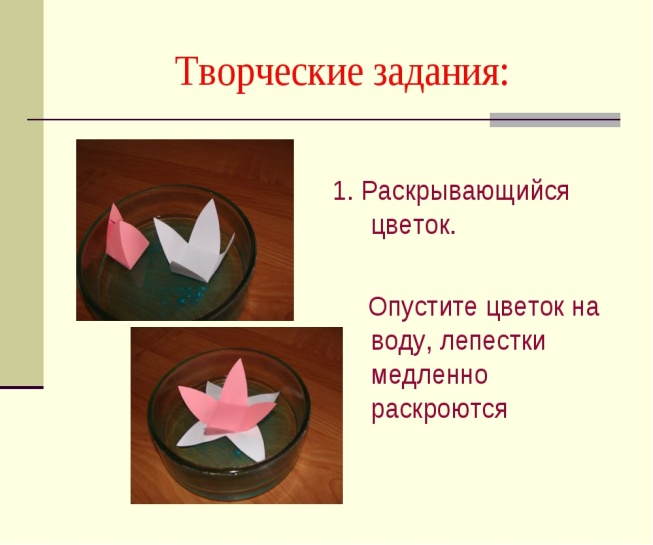 Творческие задания:
1. Раскрывающийся
цветок.
Опустите цветок на
воду, лепестки
медленно
раскроются